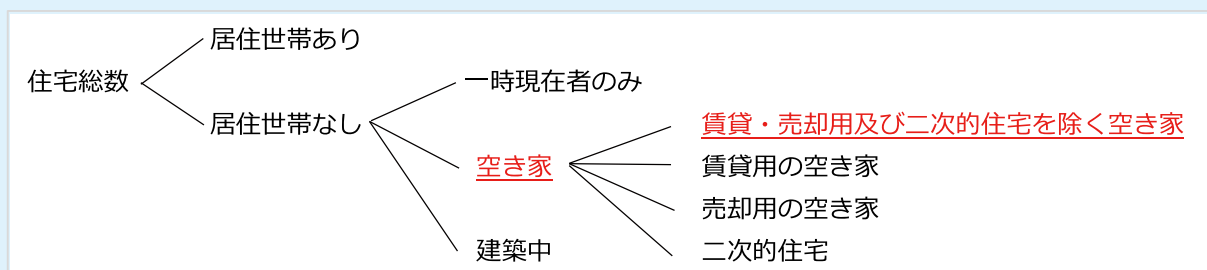 居住世帯あり
住宅総数
一時現在者のみ
居住世帯なし
賃貸・売却用及び二次的住宅を除く空き家
空き家
賃貸用の空き家
売却用の空き家
建築中
二次的住宅